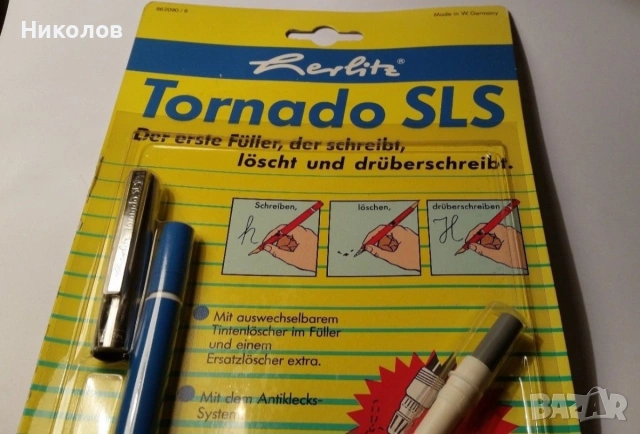 Николов
Made in W.Germany
herlitz®
Tornado SLS
Der erste Füller, der schreibt,
löscht und drüberschreibt.
Schreiben,
löschen,
drüberschreiben
h
H
Mit auswechselbarem
Tintenlöscher im Füller
und einem
Ersatzlöscher extra.
Mit dem Antiklecks-
System
BAZAR